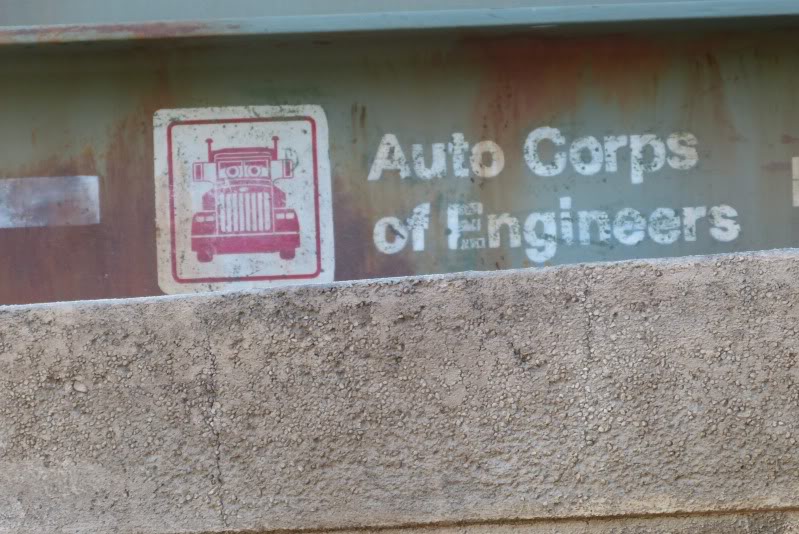 Auto Corps
of Engineers